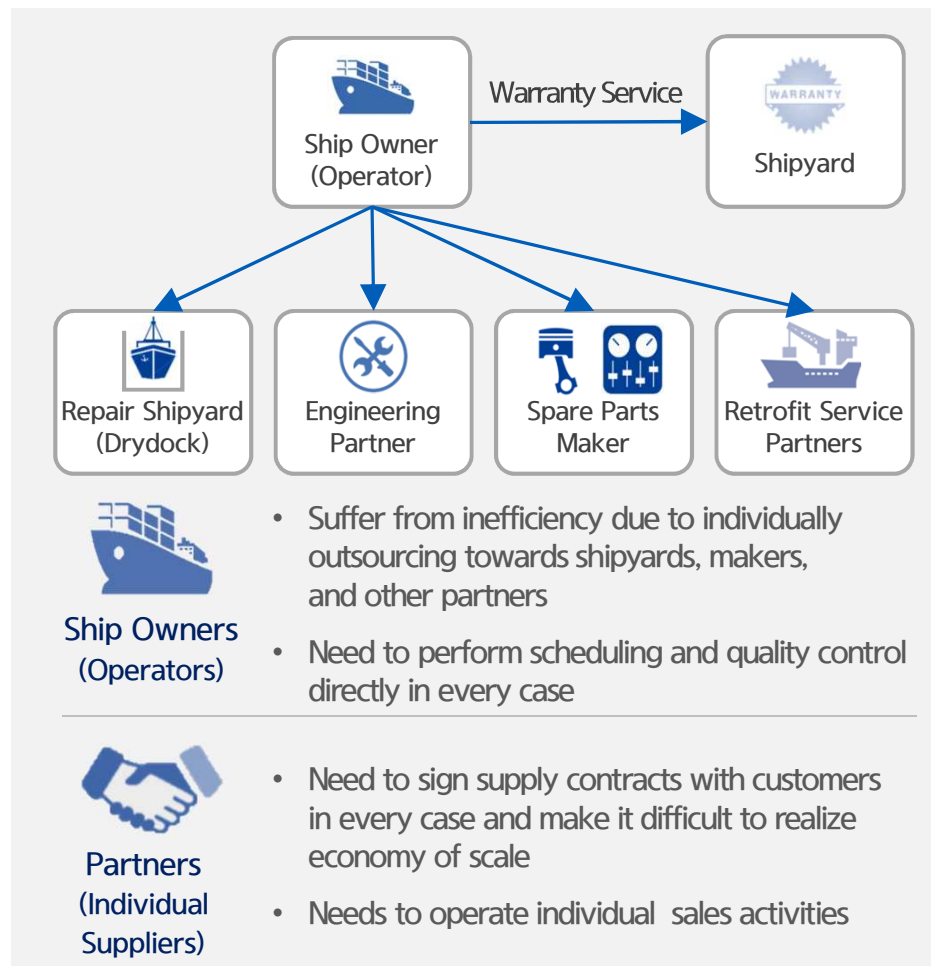 Warranty Service
Ship Owner
(Operator)
WARRANTY
Shipyard
Repair Shipyard
(Drydock)
Engineering
Partner
Spare Parts
Maker
Retrofit Service
Partners
Ship Owners
(Operators)
• Suffer from inefficiency due to individually
outsourcing towards shipyards, makers,
and other partners
• Need to perform scheduling and quality control
directly in every case
Partners
(Individual
Suppliers)
• Need to sign supply contracts with customers
in every case and make it difficult to realize
economy of scale
• Needs to operate individual sales activities